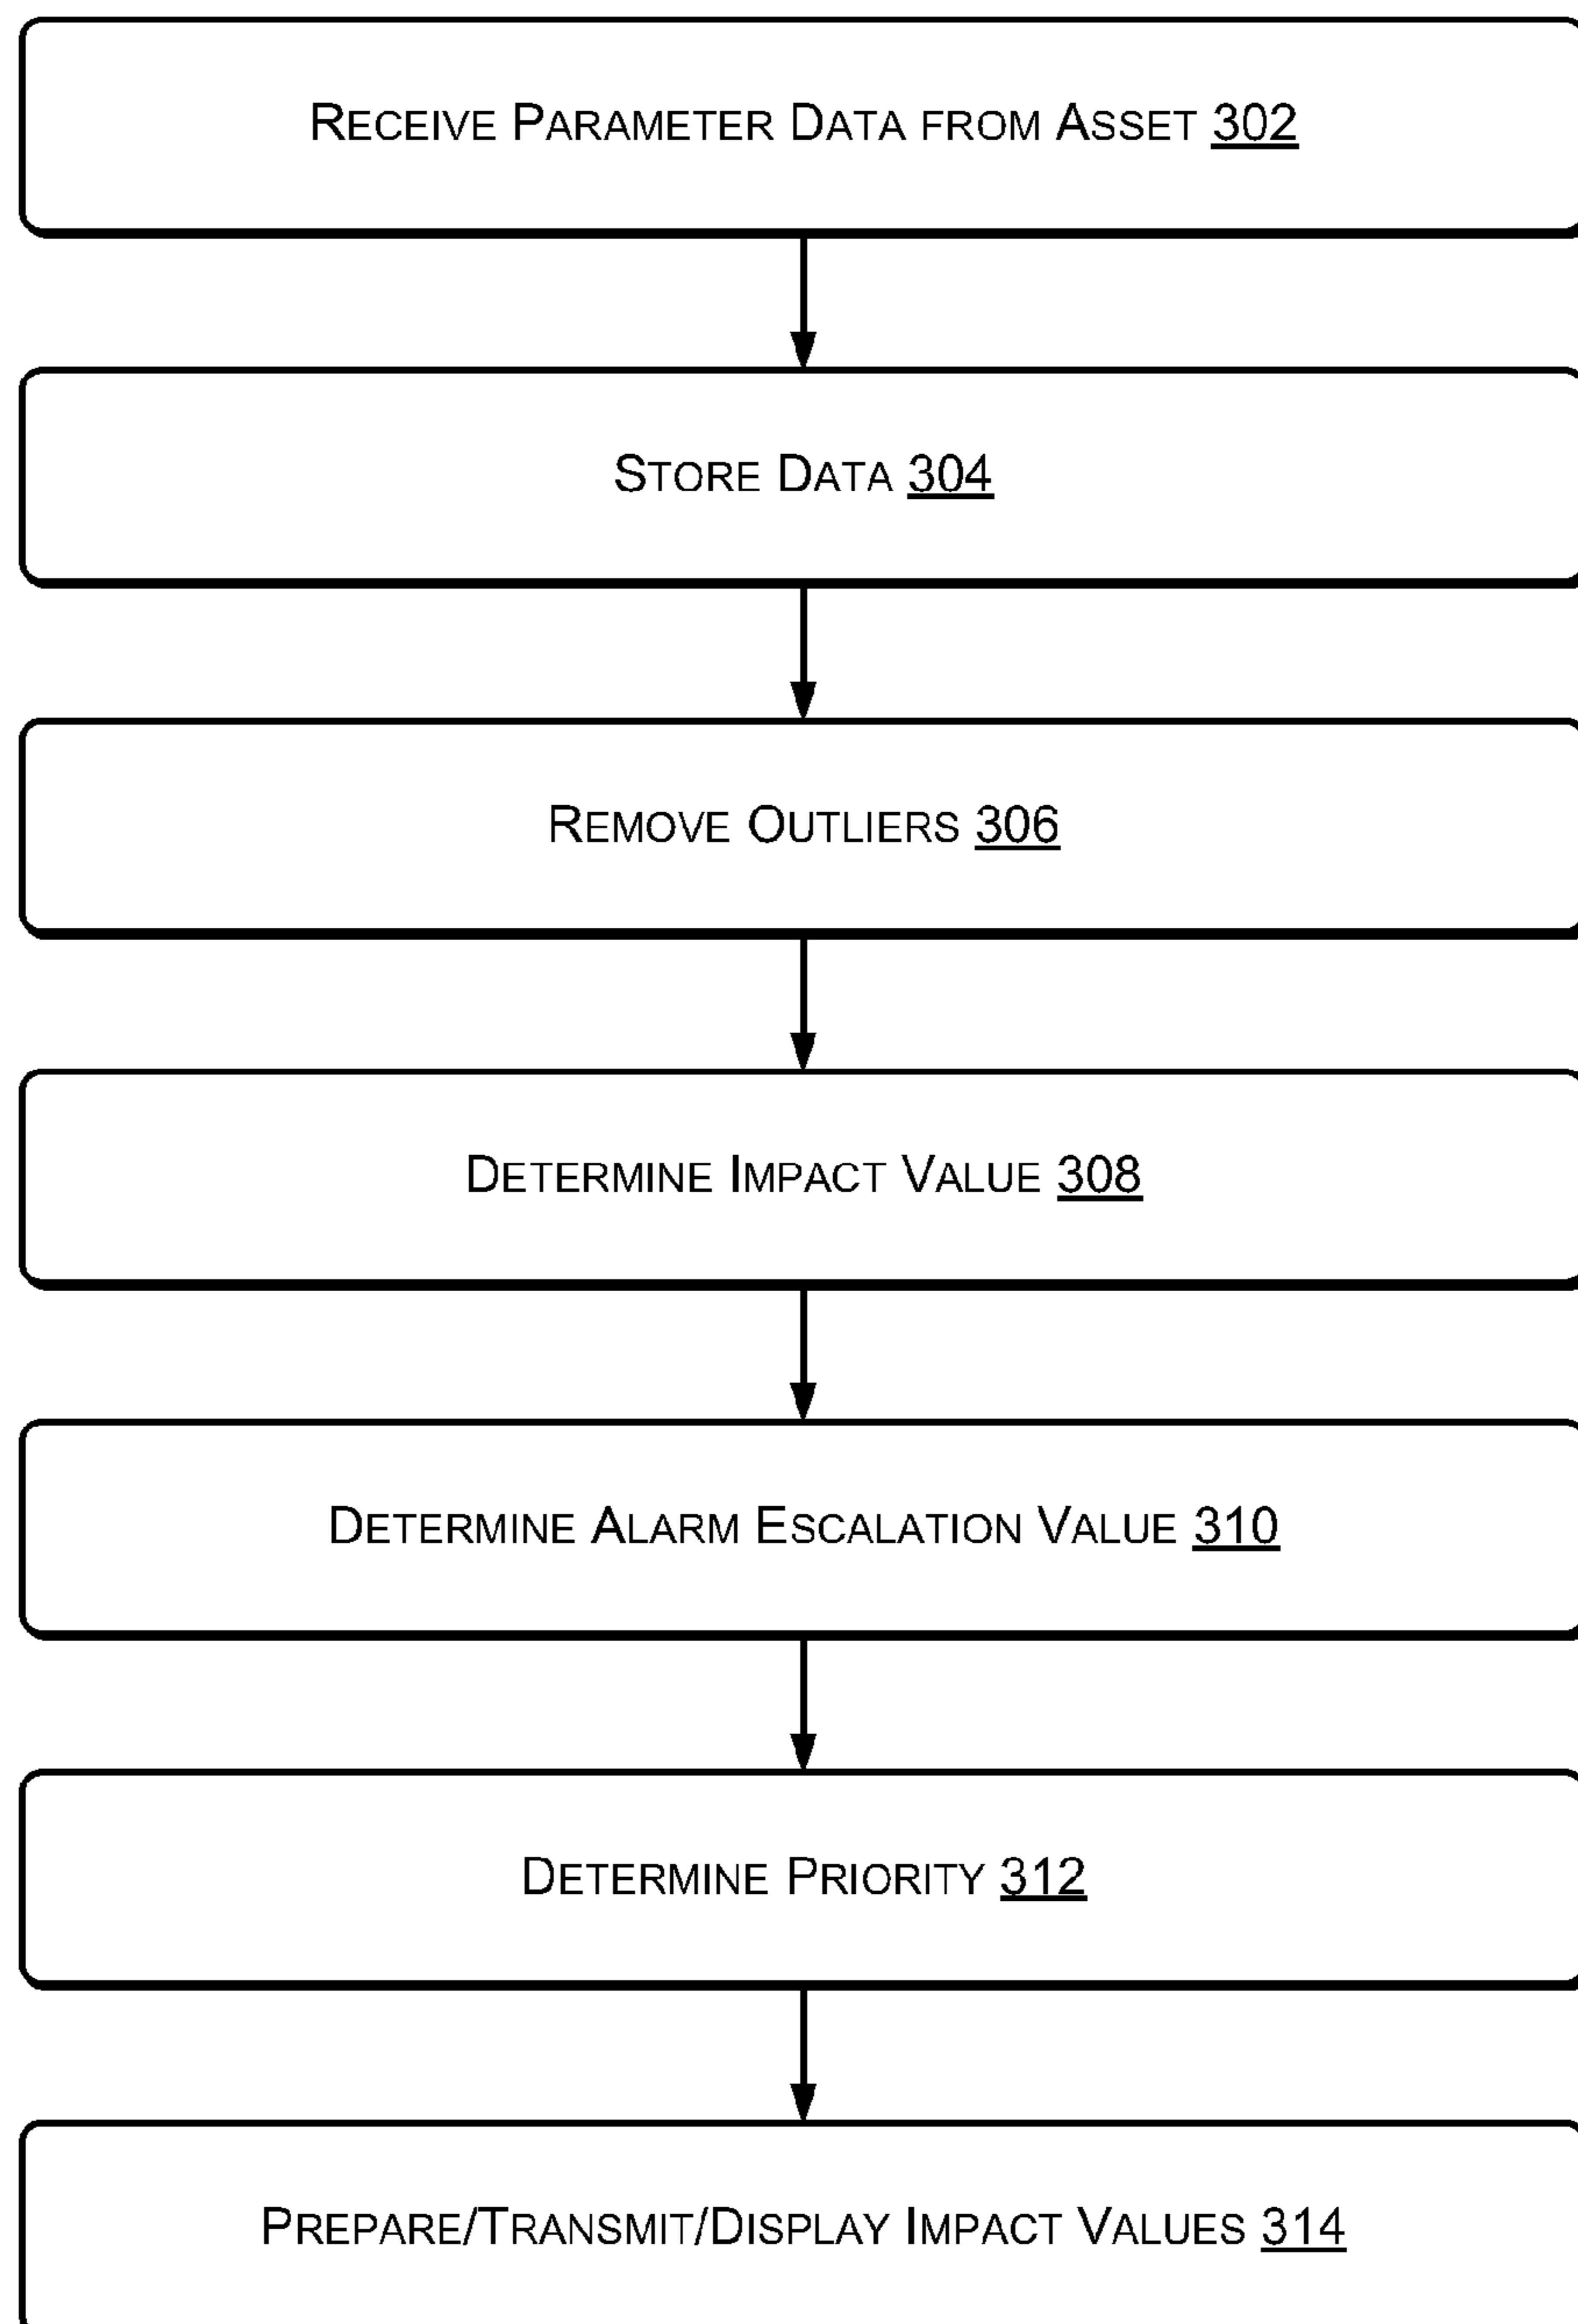 RECEIVE PARAMETER DATA FROM ASSET 302
STORE DATA 304
REMOVE OUTLIERS 306
DETERMINE IMPACT VALUE 308
DETERMINE ALARM ESCALATION VALUE 310
DETERMINE PRIORITY 312
PREPARE/TRANSMIT/DISPLAY IMPACT VALUES 314